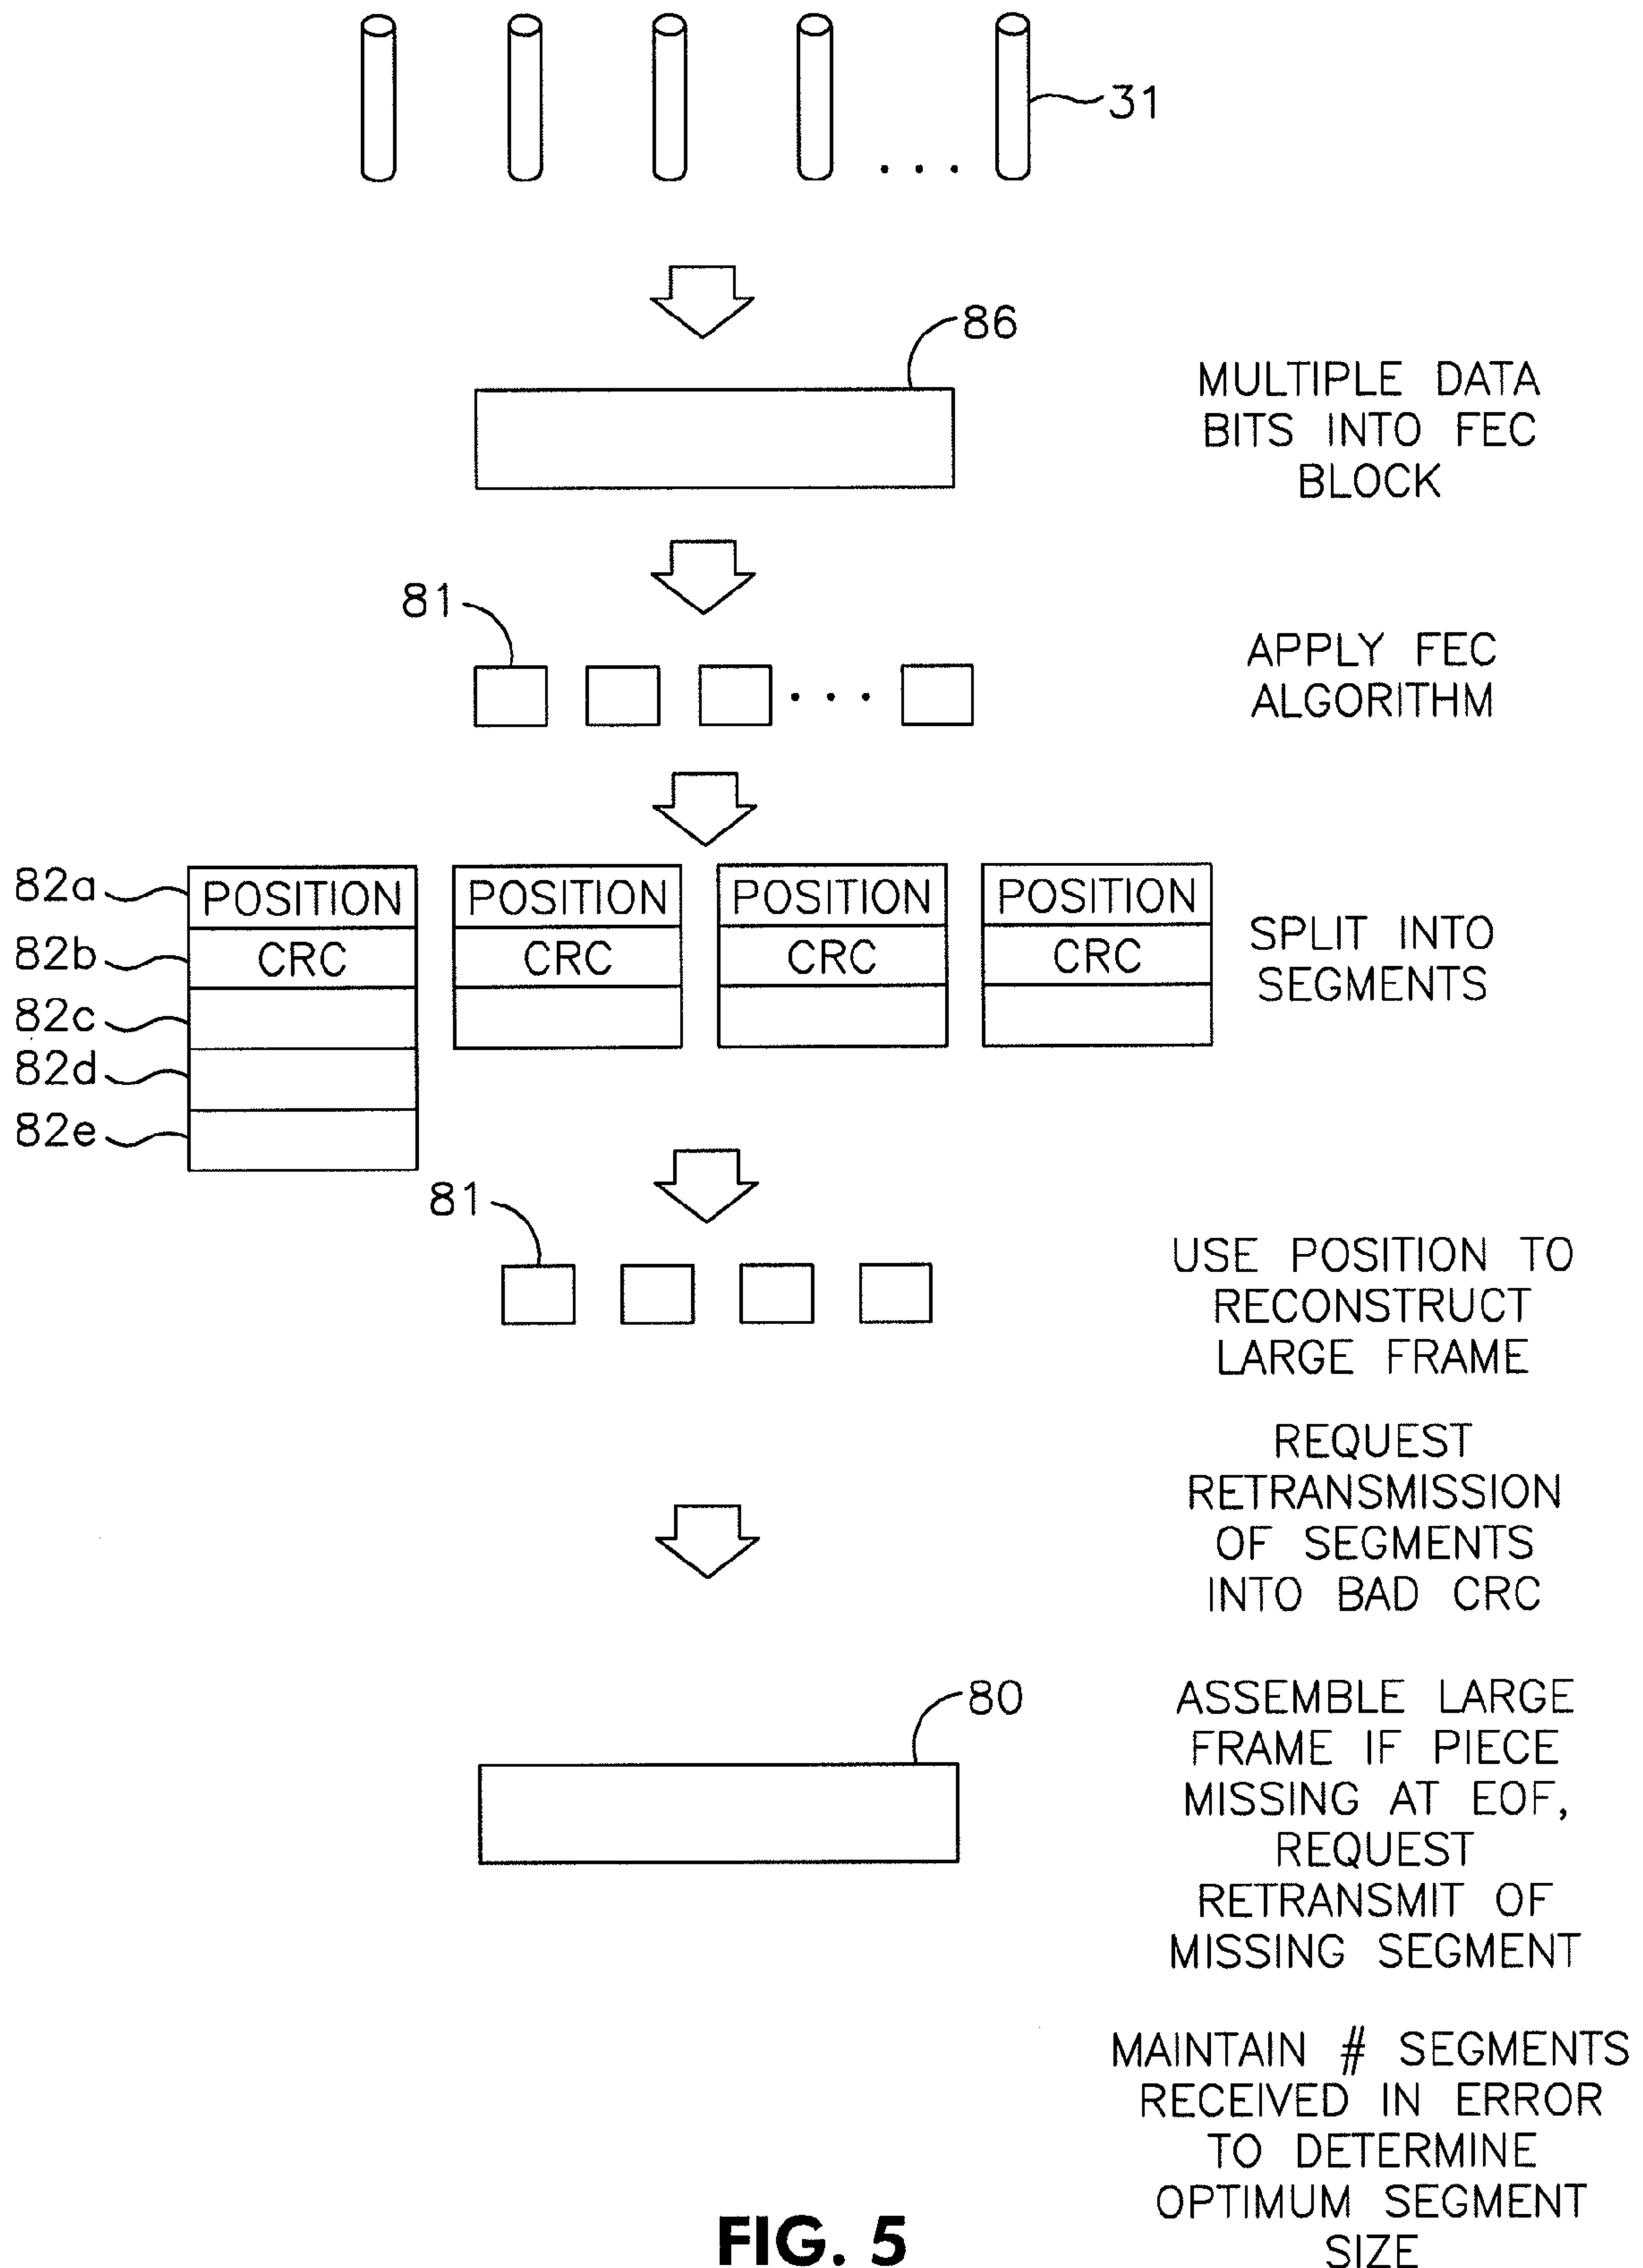 31
86
MULTIPLE DATA
BITS INTO FEC
BLOCK
81
APPLY FEC
ALGORITHM
82a POSITION POSITION POSITION POSITION
82b CRC CRC CRC CRC
SPLIT INTO
SEGMENTS
82c
82d
82e
81
USE POSITION TO
RECONSTRUCT
LARGE FRAME
REQUEST
RETRANSMISSION
OF SEGMENTS
INTO BAD CRC
80
ASSEMBLE LARGE
FRAME IF PIECE
MISSING AT EOF,
REQUEST
RETRANSMIT OF
MISSING SEGMENT
MAINTAIN # SEGMENTS
RECEIVED IN ERROR
TO DETERMINE
OPTIMUM SEGMENT
SIZE
FIG. 5